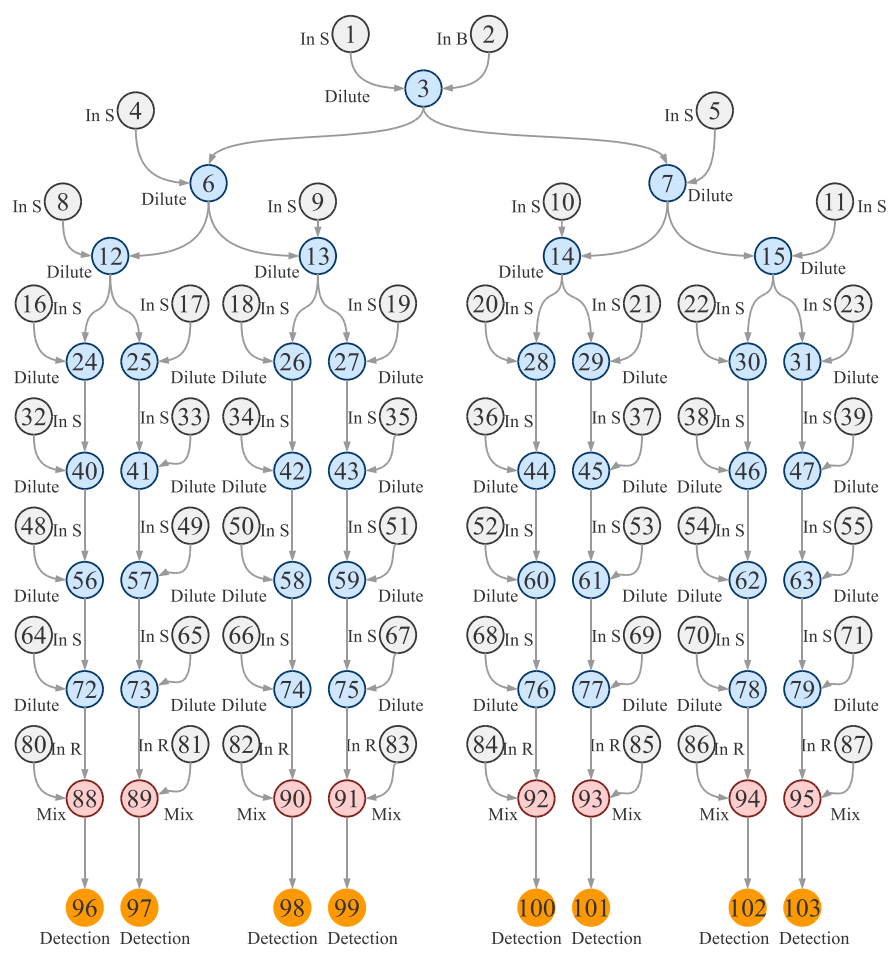 In S 1 In B 2
3
Dilute
In S 4 In S 5
6 7
Dilute Dilute
In S 8 In S 9 In S 10 11 In S
12 13 14 15
Dilute Dilute Dilute Dilute
16 In S In S 17 18 In S In S 19 20 In S In S 21 22 In S In S 23
24 25 26 27 28 29 30 31
Dilute Dilute Dilute Dilute Dilute Dilute Dilute Dilute
32 In S In S 33 34 In S In S 35 36 In S In S 37 38 In S In S 39
40 41 42 43 44 45 46 47
Dilute Dilute Dilute Dilute Dilute Dilute Dilute Dilute
48 In S In S 49 50 In S In S 51 52 In S In S 53 54 In S In S 55
56 57 58 59 60 61 62 63
Dilute Dilute Dilute Dilute Dilute Dilute Dilute Dilute
64 In S In S 65 66 In S In S 67 68 In S In S 69 70 In S In S 71
72 73 74 75 76 77 78 79
Dilute Dilute Dilute Dilute Dilute Dilute Dilute Dilute
80 In R In R 81 82 In R In R 83 84 In R In R 85 86 In R In R 87
88 89 90 91 92 93 94 95
Mix Mix Mix Mix Mix Mix Mix Mix
96 97 98 99 100 101 102 103
Detection Detection Detection Detection Detection Detection Detection Detection